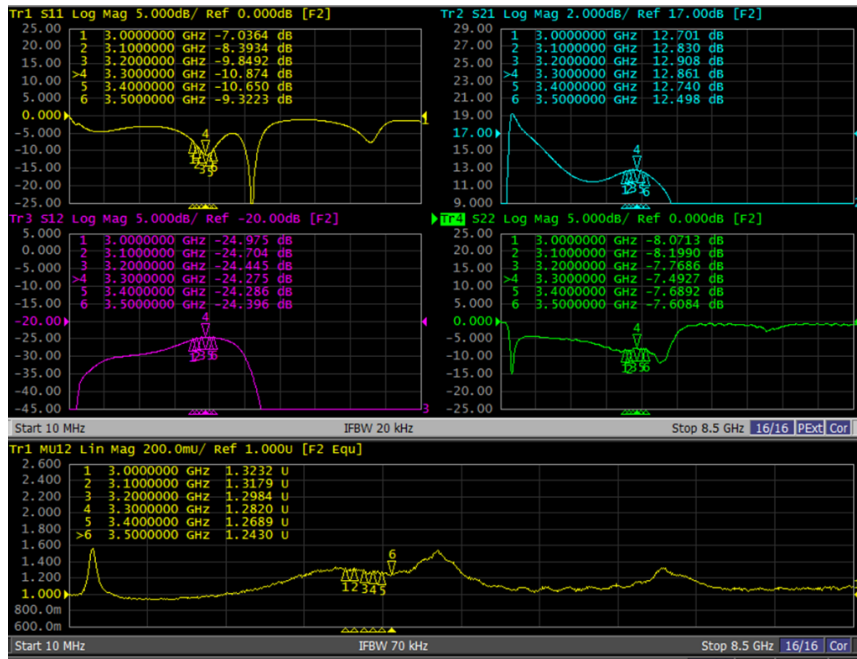 Tr1 S11 Log Mag 5.000dB/ Ref 0.000dB [F2]
25.00
20.00
15.00
10.00
5.000
0.000
-5.000
-10.00
-15.00
-20.00
-25.00
1 3.0000000 GHz -7.0364 dB
2 3.1000000 GHz -8.3934 dB
3 3.2000000 GHz -9.8492 dB
>4 3.3000000 GHz -10.874 dB
5 3.4000000 GHz -10.650 dB
6 3.5000000 GHz -9.3223 dB
4
1
Tr2 S21 Log Mag 2.000dB/ Ref 17.00dB [F2]
29.00
27.00
25.00
23.00
21.00
19.00
17.00
15.00
13.00
11.00
9.000
1 3.0000000 GHz 12.701 dB
2 3.1000000 GHz 12.830 dB
3 3.2000000 GHz 12.908 dB
>4 3.3000000 GHz 12.861 dB
5 3.4000000 GHz 12.740 dB
6 3.5000000 GHz 12.498 dB
4
Tr3 S12 Log Mag 5.000dB/ Ref -20.00dB [F2]
5.000
0.000
-5.000
-10.00
-15.00
-20.00
-25.00
-30.00
-35.00
-40.00
-45.00
1 3.0000000 GHz -24.975 dB
2 3.1000000 GHz -24.704 dB
3 3.2000000 GHz -24.445 dB
>4 3.3000000 GHz -24.275 dB
5 3.4000000 GHz -24.286 dB
6 3.5000000 GHz -24.396 dB
4
3
Tr4 S22 Log Mag 5.000dB/ Ref 0.000dB [F2]
25.00
20.00
15.00
10.00
5.000
0.000
-5.000
-10.00
-15.00
-20.00
-25.00
1 3.0000000 GHz -8.0713 dB
2 3.1000000 GHz -8.1990 dB
3 3.2000000 GHz -7.7686 dB
>4 3.3000000 GHz -7.4927 dB
5 3.4000000 GHz -7.6892 dB
6 3.5000000 GHz -7.6084 dB
4
Start 10 MHz IFBW 20 kHz Stop 8.5 GHz 16/16 PExt Cor
Tr1 MU12 Lin Mag 200.0mU/ Ref 1.000U [F2 Equ]
2.600
2.400
2.200
2.000
1.800
1.600
1.400
1.200
1.000
800.0m
600.0m
1 3.0000000 GHz 1.3232 U
2 3.1000000 GHz 1.3179 U
3 3.2000000 GHz 1.2984 U
4 3.3000000 GHz 1.2820 U
5 3.4000000 GHz 1.2689 U
>6 3.5000000 GHz 1.2430 U
6
1 2 3 4 5
Start 10 MHz IFBW 70 kHz Stop 8.5 GHz 16/16 Cor